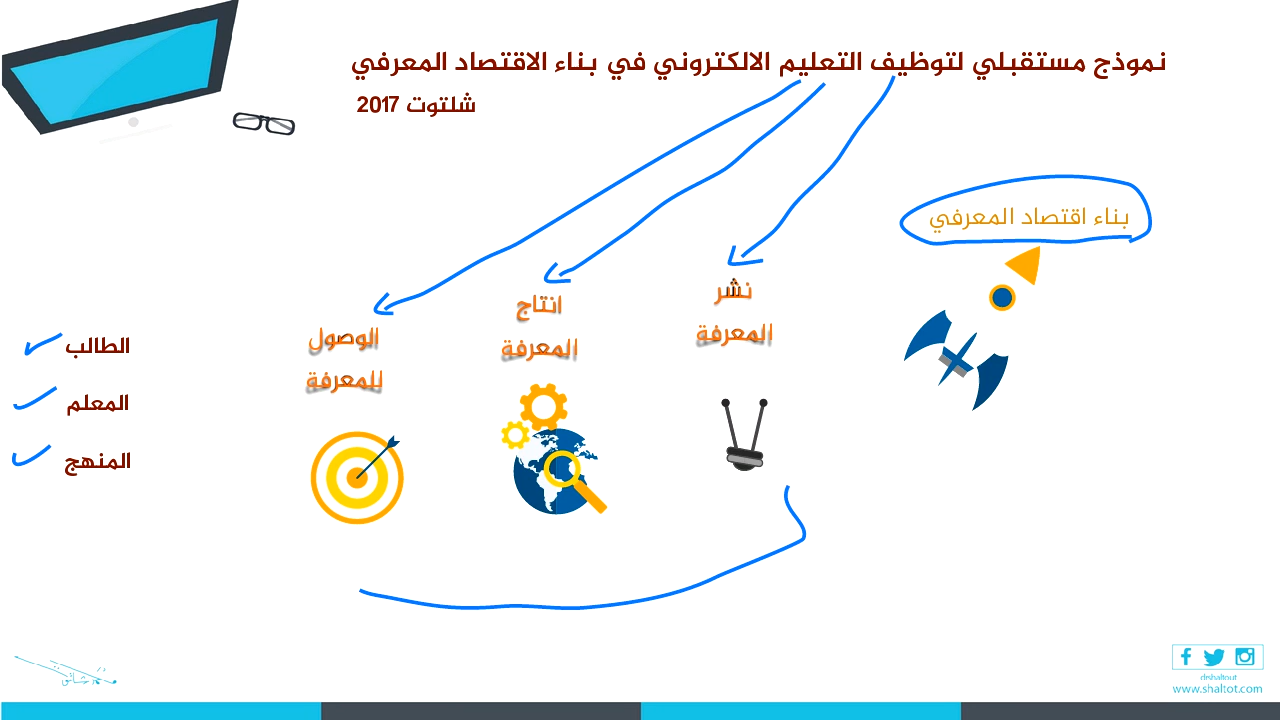 نموذج مستقبلي لتوظيف التعليم الالكتروني في بناء الاقتصاد المعرفي
شلتوت 2017
بناء اقتصاد المعرفي
نشر
المعرفة
انتاج
المعرفة
الوصول
للمعرفة
الطالب
المعلم
المنهج
drshaltout
www.shaltot.com